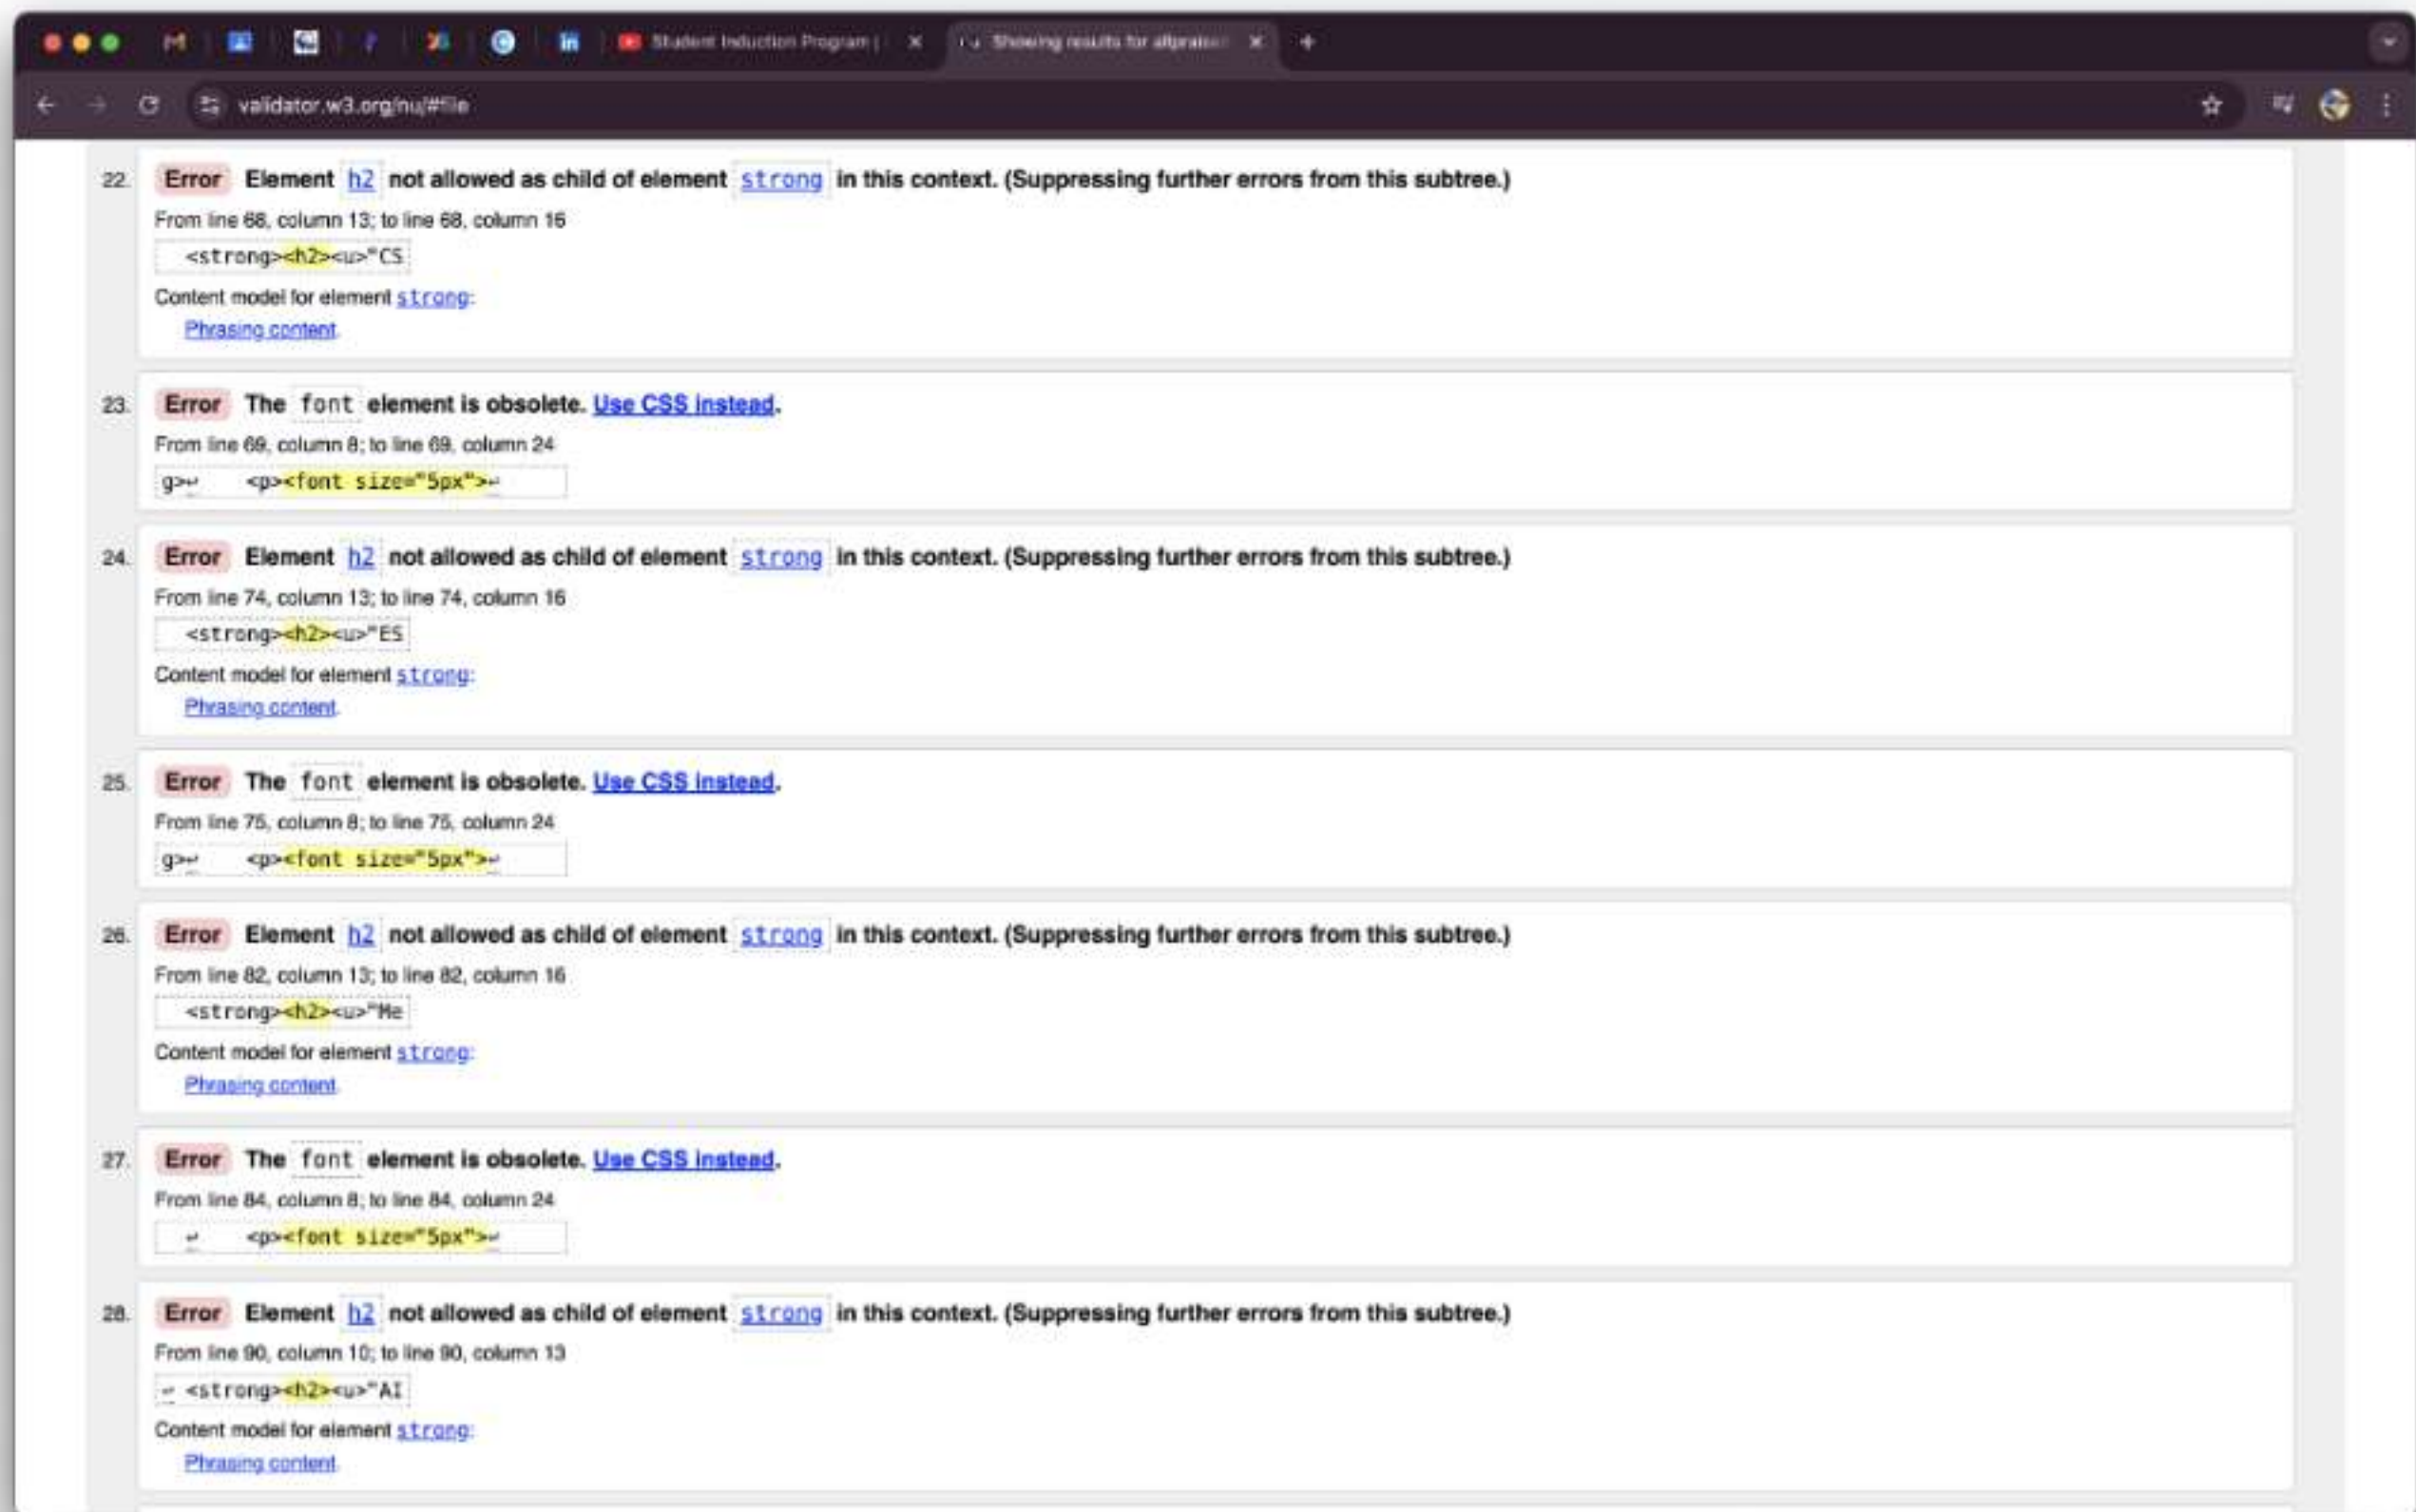 Student Induction Program |
Showing results for allpraise
validator.w3.org/nu/#file
22. Error Element h2 not allowed as child of element strong in this context. (Suppressing further errors from this subtree.)
From line 68, column 13; to line 68, column 16
<strong><h2><u>"CS
Content model for element strong:
Phrasing content.
23. Error The font element is obsolete. Use CSS instead.
From line 69, column 8; to line 69, column 24
g>↩ <p><font size="5px">↩
24. Error Element h2 not allowed as child of element strong in this context. (Suppressing further errors from this subtree.)
From line 74, column 13; to line 74, column 16
<strong><h2><u>"ES
Content model for element strong:
Phrasing content.
25. Error The font element is obsolete. Use CSS instead.
From line 75, column 8; to line 75, column 24
g>↩ <p><font size="5px">↩
26. Error Element h2 not allowed as child of element strong in this context. (Suppressing further errors from this subtree.)
From line 82, column 13; to line 82, column 16
<strong><h2><u>"Me
Content model for element strong:
Phrasing content.
27. Error The font element is obsolete. Use CSS instead.
From line 84, column 8; to line 84, column 24
↩ <p><font size="5px">↩
28. Error Element h2 not allowed as child of element strong in this context. (Suppressing further errors from this subtree.)
From line 90, column 10; to line 90, column 13
↩ <strong><h2><u>"AI
Content model for element strong:
Phrasing content.